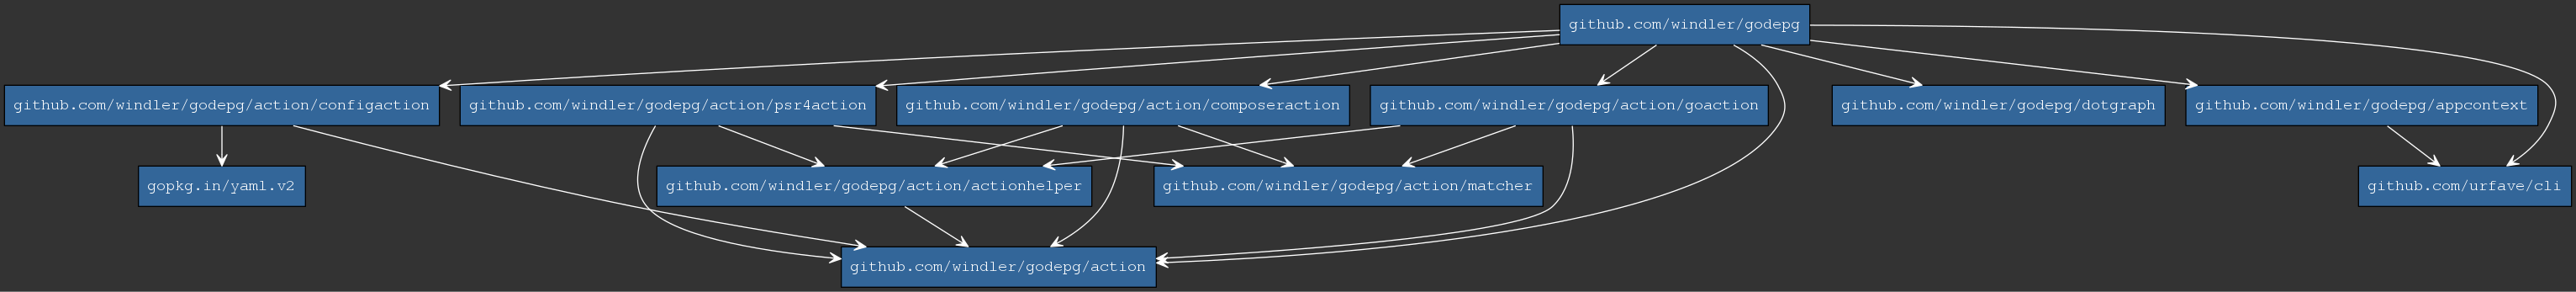 github.com/windler/godepg
github.com/windler/godepg/action/configaction
github.com/windler/godepg/action/psr4action
github.com/windler/godepg/action/composeraction
github.com/windler/godepg/action/goaction
github.com/windler/godepg/dotgraph
github.com/windler/godepg/appcontext
gopkg.in/yaml.v2
github.com/windler/godepg/action/actionhelper
github.com/windler/godepg/action/matcher
github.com/urfave/cli
github.com/windler/godepg/action